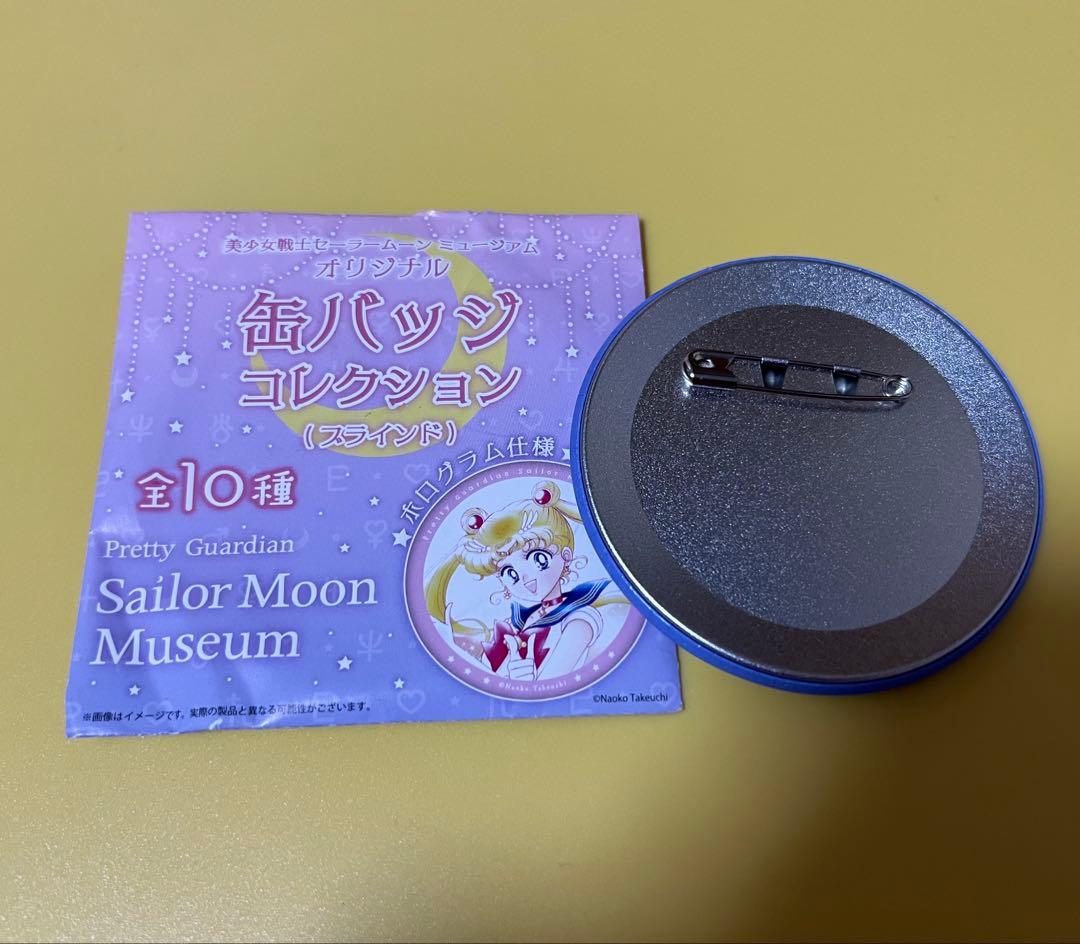 美少女戦士セーラームーン ミュージアム
オリジナル
缶バッジ
コレクション
(ブラインド)
全10種
ホログラム仕様
Pretty Guardian
Sailor Moon
Museum
Pretty Guardian Sailor
©Naoko Takeuchi
©Naoko Takeuchi
※画像はイメージです。実際の製品と異なる可能性がございます。